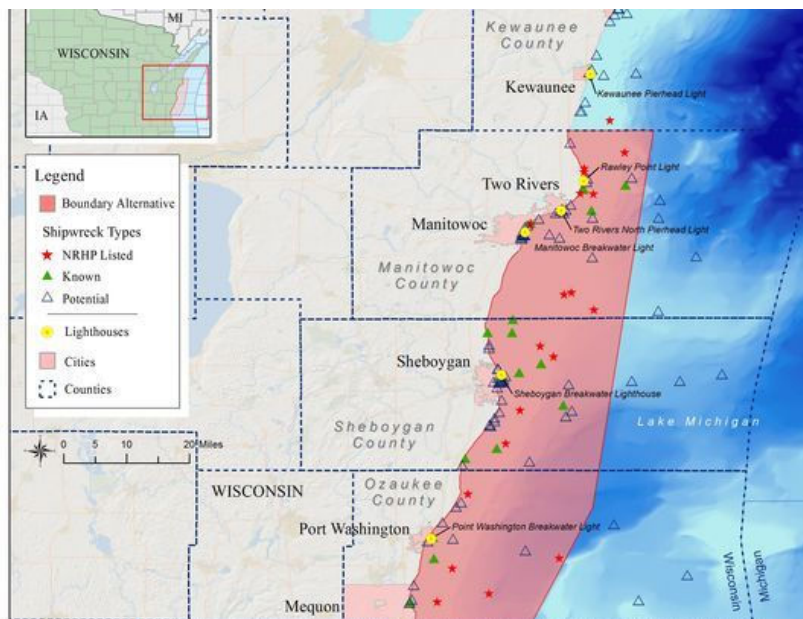 MI
WISCONSIN
IA
Legend
Boundary Alternative
Shipwreck Types
NRHP Listed
Known
Potential
Lighthouses
Cities
Counties
0 5 10 20 Miles
Kewaunee
County
Kewaunee
Kewaunee Pierhead Light
Rawley Point Light
Two Rivers
Two Rivers North Pierhead Light
Manitowoc
Manitowoc Breakwater Light
Manitowoc
County
Sheboygan
Sheboygan Breakwater Lighthouse
Sheboygan
County
Lake Michigan
Ozaukee
County
WISCONSIN
Port Washington
Point Washington Breakwater Light
Mequon
Wisconsin
Michigan